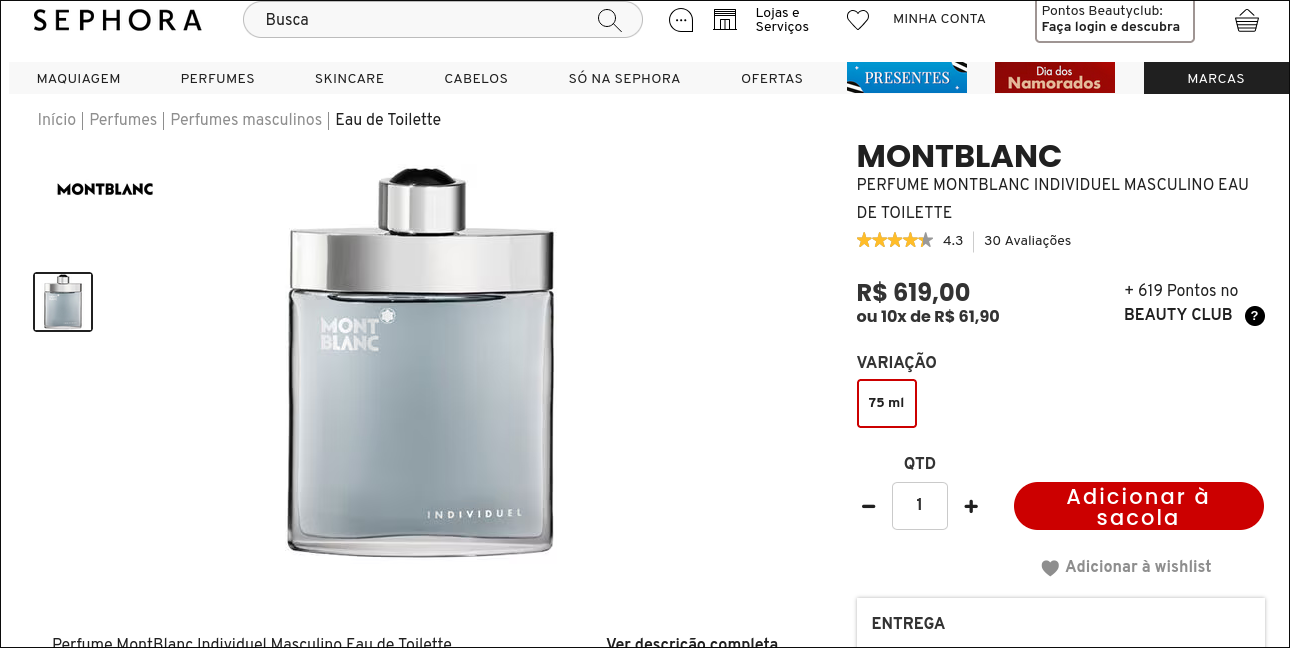 SEPHORA
Busca
Lojas e
Serviços
MINHA CONTA
Pontos Beautyclub:
Faça login e descubra
MAQUIAGEM
PERFUMES
SKINCARE
CABELOS
SÓ NA SEPHORA
OFERTAS
PRESENTES
Dia dos
Namorados
MARCAS
Início | Perfumes | Perfumes masculinos | Eau de Toilette
MONTBLANC
MONT
BLANC
INDIVIDUEL
MONTBLANC
PERFUME MONTBLANC INDIVIDUEL MASCULINO EAU
DE TOILETTE
4.3 | 30 Avaliações
R$ 619,00
ou 10x de R$ 61,90
+ 619 Pontos no
BEAUTY CLUB ?
VARIAÇÃO
75 ml
QTD
− 1 +
Adicionar à
sacola
Adicionar à wishlist
ENTREGA
Perfume MontBlanc Individuel Masculino Eau de Toilette
Ver descrição completa